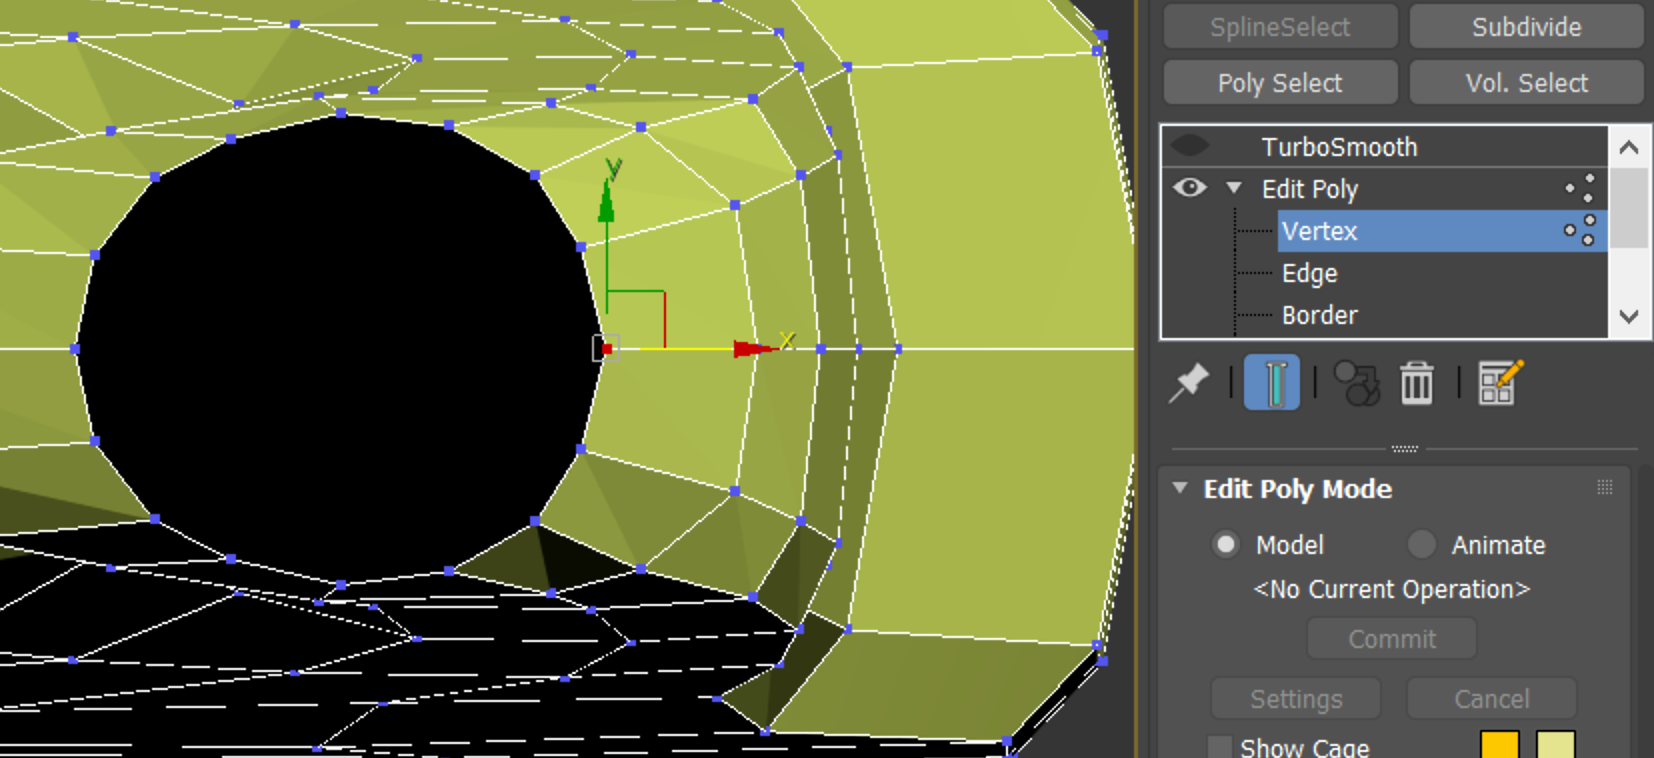 SplineSelect Subdivide
Poly Select Vol. Select
TurboSmooth
Edit Poly
Vertex
Edge
Border
Edit Poly Mode
Model Animate
<No Current Operation>
Commit
Settings Cancel
Show Cage
y
x